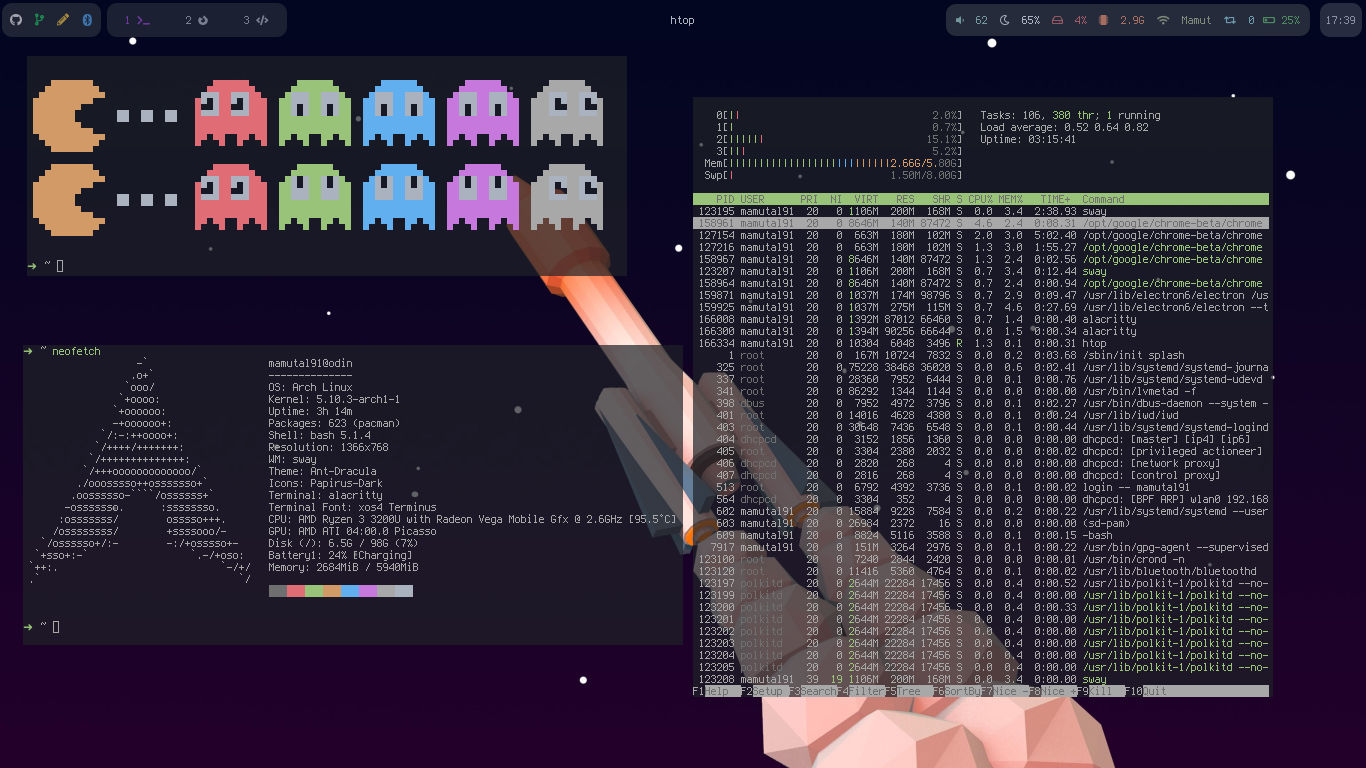 1 2 3
htop
62 65% 4% 2.9G Mamut 0 25% 17:39
➜ ~
➜ ~ neofetch
mamutal91@odin
--------------
OS: Arch Linux
Kernel: 5.10.3-arch1-1
Uptime: 3h 14m
Packages: 623 (pacman)
Shell: bash 5.1.4
Resolution: 1366x768
WM: sway
Theme: Ant-Dracula
Icons: Papirus-Dark
Terminal: alacritty
Terminal Font: xos4 Terminus
CPU: AMD Ryzen 3 3200U with Radeon Vega Mobile Gfx @ 2.6GHz [95.5°C]
GPU: AMD ATI 04:00.0 Picasso
Disk (/): 6.5G / 98G (7%)
Battery1: 24% [Charging]
Memory: 2684MiB / 5940MiB
➜ ~
0[|| 2.0%] Tasks: 106, 380 thr; 1 running
1[| 0.7%] Load average: 0.52 0.64 0.82
2[|||||| 15.1%] Uptime: 03:15:41
3[||| 5.2%]
Mem[||||||||||||||||||||||||||||2.66G/5.80G]
Swp[| 1.50M/8.00G]
PID USER PRI NI VIRT RES SHR S CPU% MEM% TIME+ Command
123195 mamutal91 20 0 1106M 200M 168M S 0.0 3.4 2:38.93 sway
158961 mamutal91 20 0 8646M 140M 87472 S 4.6 2.4 0:08.31 /opt/google/chrome-beta/chrome
127154 mamutal91 20 0 663M 180M 102M S 2.0 3.0 5:02.40 /opt/google/chrome-beta/chrome
127216 mamutal91 20 0 663M 180M 102M S 1.3 3.0 1:55.27 /opt/google/chrome-beta/chrome
158967 mamutal91 20 0 8646M 140M 87472 S 1.3 2.4 0:02.56 /opt/google/chrome-beta/chrome
123207 mamutal91 20 0 1106M 200M 168M S 0.7 3.4 0:12.44 sway
158964 mamutal91 20 0 8646M 140M 87472 S 0.7 2.4 0:00.94 /opt/google/chrome-beta/chrome
159871 mamutal91 20 0 1037M 174M 98796 S 0.7 2.9 0:09.47 /usr/lib/electron6/electron /us
159925 mamutal91 20 0 1037M 275M 115M S 0.7 4.6 0:27.69 /usr/lib/electron6/electron --t
166008 mamutal91 20 0 1392M 87012 66460 S 0.7 1.4 0:00.40 alacritty
166300 mamutal91 20 0 1394M 90256 66644 S 0.0 1.5 0:00.34 alacritty
166334 mamutal91 20 0 10304 6048 3496 R 1.3 0.1 0:00.31 htop
1 root 20 0 167M 10724 7832 S 0.0 0.2 0:03.68 /sbin/init splash
325 root 20 0 75228 38468 36020 S 0.0 0.6 0:02.41 /usr/lib/systemd/systemd-journa
337 root 20 0 28360 7952 6444 S 0.0 0.1 0:00.76 /usr/lib/systemd/systemd-udevd
341 root 20 0 86292 1344 1144 S 0.0 0.0 0:00.00 /usr/bin/lvmetad -f
398 dbus 20 0 7952 4972 3796 S 0.0 0.1 0:02.27 /usr/bin/dbus-daemon --system -
401 root 20 0 14016 4628 4380 S 0.0 0.1 0:00.24 /usr/lib/iwd/iwd
403 root 20 0 30648 7436 6548 S 0.0 0.1 0:00.44 /usr/lib/systemd/systemd-logind
404 dhcpcd 20 0 3152 1856 1360 S 0.0 0.0 0:00.00 dhcpcd: [master] [ip4] [ip6]
405 root 20 0 3304 2380 2032 S 0.0 0.0 0:00.02 dhcpcd: [privileged actioneer]
406 dhcpcd 20 0 2820 268 4 S 0.0 0.0 0:00.00 dhcpcd: [network proxy]
407 dhcpcd 20 0 2816 268 4 S 0.0 0.0 0:00.00 dhcpcd: [control proxy]
513 root 20 0 6792 4392 3736 S 0.0 0.1 0:00.02 login -- mamutal91
564 dhcpcd 20 0 3304 352 4 S 0.0 0.0 0:00.00 dhcpcd: [BPF ARP] wlan0 192.168
602 mamutal91 20 0 15884 9228 7584 S 0.0 0.2 0:00.22 /usr/lib/systemd/systemd --user
603 mamutal91 20 0 26984 2372 16 S 0.0 0.0 0:00.00 (sd-pam)
609 mamutal91 20 0 8824 5116 3588 S 0.0 0.1 0:00.15 -bash
7917 mamutal91 20 0 151M 3264 2976 S 0.0 0.1 0:00.22 /usr/bin/gpg-agent --supervised
123100 root 20 0 7240 2844 2420 S 0.0 0.0 0:00.01 /usr/bin/crond -n
123120 root 20 0 11416 5360 4764 S 0.0 0.1 0:00.02 /usr/lib/bluetooth/bluetoothd
123197 polkitd 20 0 2644M 22284 17456 S 0.0 0.4 0:00.52 /usr/lib/polkit-1/polkitd --no-
123199 polkitd 20 0 2644M 22284 17456 S 0.0 0.4 0:00.00 /usr/lib/polkit-1/polkitd --no-
123200 polkitd 20 0 2644M 22284 17456 S 0.0 0.4 0:00.33 /usr/lib/polkit-1/polkitd --no-
123201 polkitd 20 0 2644M 22284 17456 S 0.0 0.4 0:00.00 /usr/lib/polkit-1/polkitd --no-
123202 polkitd 20 0 2644M 22284 17456 S 0.0 0.4 0:00.00 /usr/lib/polkit-1/polkitd --no-
123203 polkitd 20 0 2644M 22284 17456 S 0.0 0.4 0:00.00 /usr/lib/polkit-1/polkitd --no-
123204 polkitd 20 0 2644M 22284 17456 S 0.0 0.4 0:00.00 /usr/lib/polkit-1/polkitd --no-
123205 polkitd 20 0 2644M 22284 17456 S 0.0 0.4 0:00.00 /usr/lib/polkit-1/polkitd --no-
123208 mamutal91 39 19 1106M 200M 168M S 0.0 3.4 0:00.00 sway
F1Help F2Setup F3SearchF4FilterF5Tree F6SortByF7Nice -F8Nice +F9Kill F10Quit